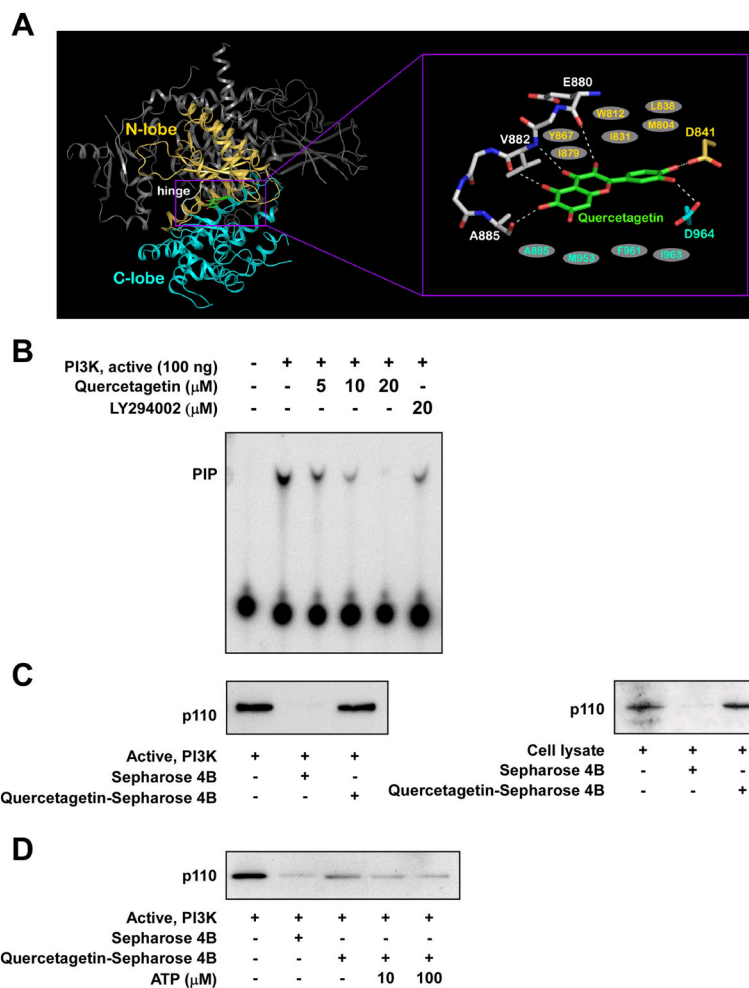 A
N-lobe
hinge
C-lobe
E880
L838
W812
M804
D841
V882
Y867
I831
I879
Quercetagetin
A885
D964
A885
M953
F961
I963
B
PI3K, active (100 ng) - + + + + +
Quercetagetin (μM) - - 5 10 20 -
LY294002 (μM) - - - - - 20
PIP
C
p110
Active, PI3K + + +
Sepharose 4B - + -
Quercetagetin-Sepharose 4B - - +
p110
Cell lysate + + +
Sepharose 4B - + -
Quercetagetin-Sepharose 4B - - +
D
p110
Active, PI3K + + + + +
Sepharose 4B - + - - -
Quercetagetin-Sepharose 4B - - + + +
ATP (μM) - - - 10 100